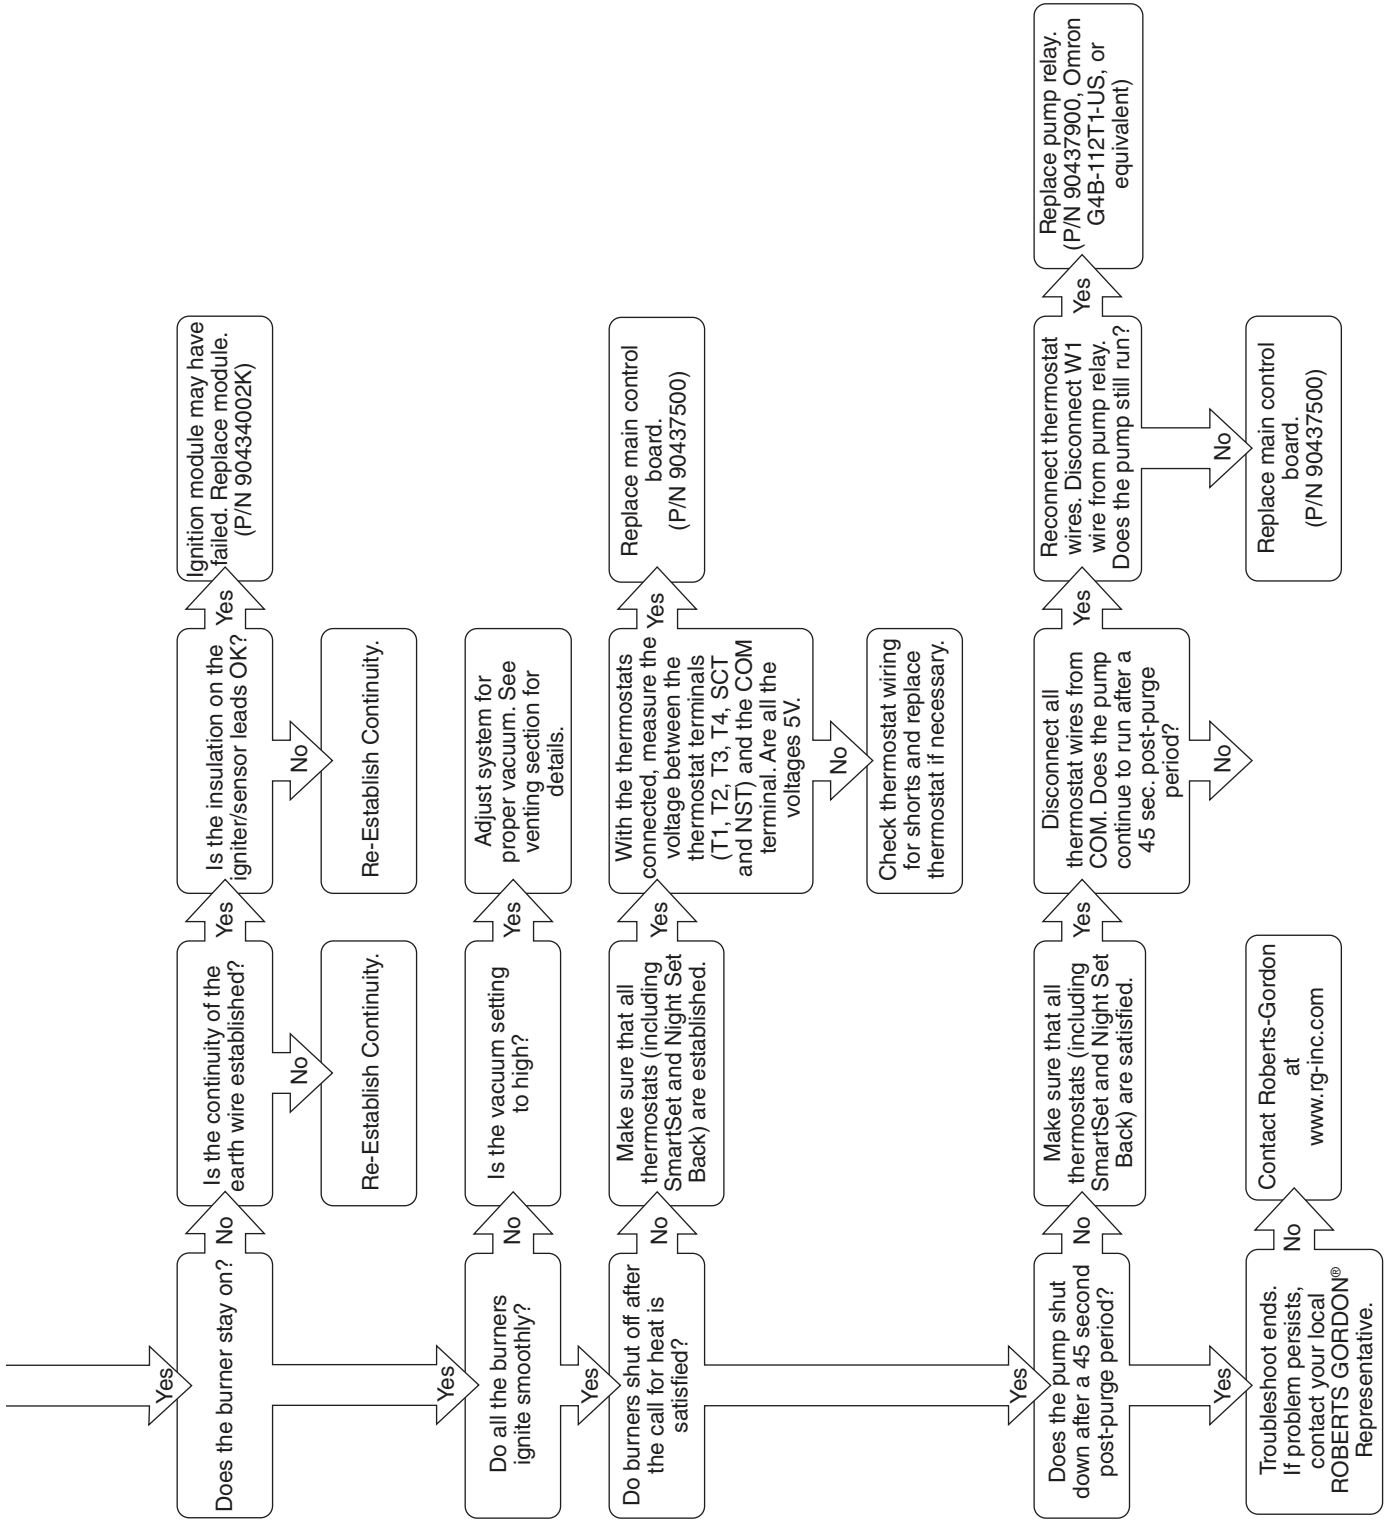 Yes
Does the burner stay on?
No
Is the continuity of the
earth wire established?
Yes
Is the insulation on the
igniter/sensor leads OK?
Yes
Ignition module may have
failed. Replace module.
(P/N 90434002K)
No
Re-Establish Continuity.
No
Re-Establish Continuity.
Yes
Do all the burners
ignite smoothly?
No
Is the vacuum setting
to high?
Yes
Adjust system for
proper vacuum. See
venting section for
details.
Yes
Do burners shut off after
the call for heat is
satisfied?
No
Make sure that all
thermostats (including
SmartSet and Night Set
Back) are established.
Yes
With the thermostats
connected, measure the
voltage between the
thermostat terminals
(T1, T2, T3, T4, SCT
and NST) and the COM
terminal. Are all the
voltages 5V.
Yes
Replace main control
board.
(P/N 90437500)
No
Check thermostat wiring
for shorts and replace
thermostat if necessary.
Yes
Does the pump shut
down after a 45 second
post-purge period?
No
Make sure that all
thermostats (including
SmartSet and Night Set
Back) are satisfied.
Yes
Disconnect all
thermostat wires from
COM. Does the pump
continue to run after a
45 sec. post-purge
period?
Yes
Reconnect thermostat
wires. Disconnect W1
wire from pump relay.
Does the pump still run?
Yes
Replace pump relay.
(P/N 90437900, Omron
G4B-112T1-US, or
equivalent)
No
No
Replace main control
board.
(P/N 90437500)
Yes
Troubleshoot ends.
If problem persists,
contact your local
ROBERTS GORDON®
Representative.
No
Contact Roberts-Gordon
at
www.rg-inc.com